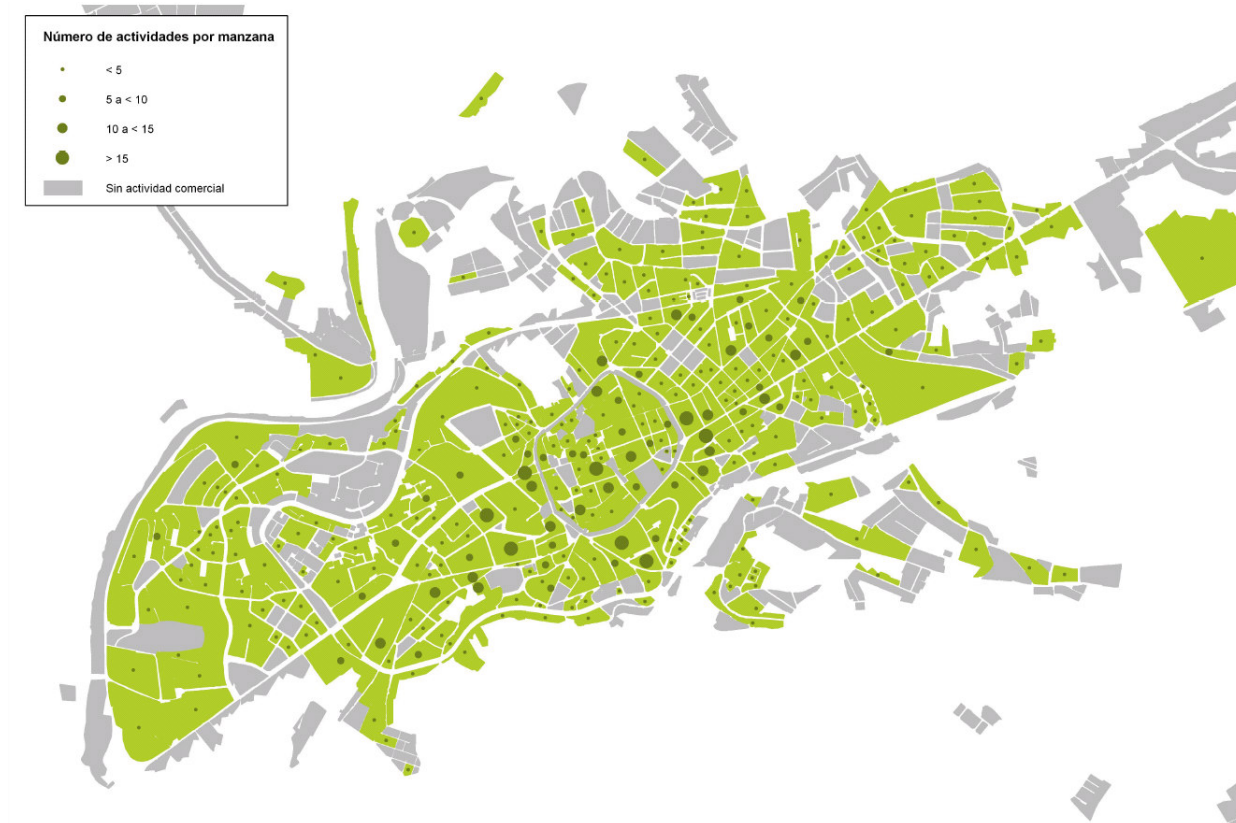 Número de actividades por manzana
< 5
5 a < 10
10 a < 15
> 15
Sin actividad comercial